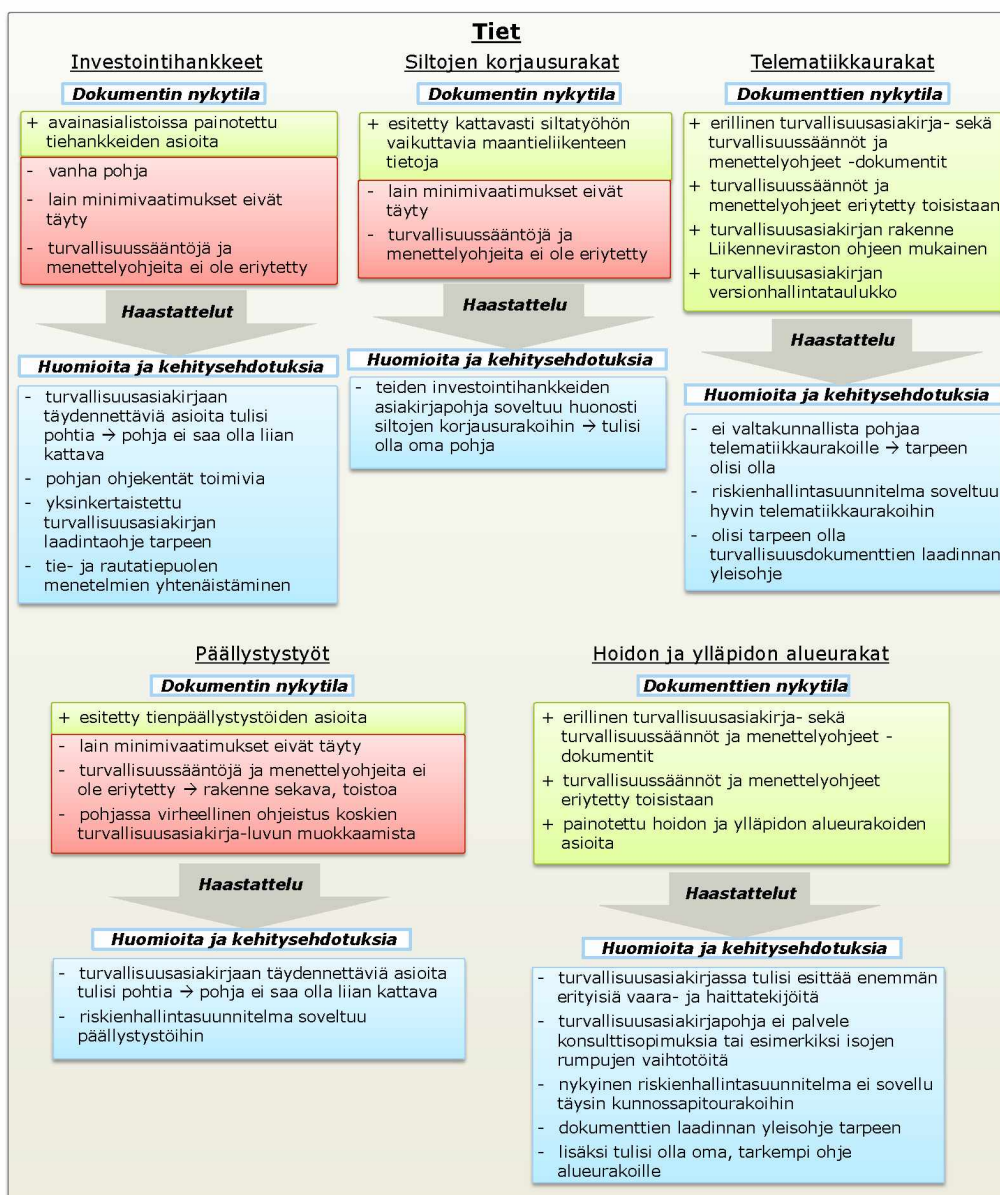 Tiet
Investointihankkeet
Dokumentin nykytila
+ avainasialistoissa painotettu
tiehankkeiden asioita
- vanha pohja
- lain minimivaatimukset eivät
täyty
- turvallisuussääntöjä ja
menettelyohjeita ei ole eriytetty
Haastattelut
Huomioita ja kehitysehdotuksia
- turvallisuusasiakirjaan
täydennettäviä asioita tulisi
pohtia → pohja ei saa olla liian
kattava
- pohjan ohjekentät toimivia
- yksinkertaistettu
turvallisuusasiakirjan
laadintaohje tarpeen
- tie- ja rautatiepuolen
menetelmien yhtenäistäminen
Siltojen korjausurakat
Dokumentin nykytila
+ esitetty kattavasti siltatyöhön
vaikuttavia maantieliikenteen
tietoja
- lain minimivaatimukset eivät
täyty
- turvallisuussääntöjä ja
menettelyohjeita ei ole eriytetty
Haastattelu
Huomioita ja kehitysehdotuksia
- teiden investointihankkeiden
asiakirjapohja soveltuu huonosti
siltojen korjausurakoihin → tulisi
olla oma pohja
Telematiikkaurakat
Dokumenttien nykytila
+ erillinen turvallisuusasiakirja- sekä
turvallisuussäännöt ja
menettelyohjeet -dokumentit
+ turvallisuussäännöt ja
menettelyohjeet eriytetty toisistaan
+ turvallisuusasiakirjan rakenne
Liikenneviraston ohjeen mukainen
+ turvallisuusasiakirjan
versionhallintataulukko
Haastattelu
Huomioita ja kehitysehdotuksia
- ei valtakunnallista pohjaa
telematiikkaurakoille → tarpeen
olisi olla
- riskienhallintasuunnitelma soveltuu
hyvin telematiikkaurakoihin
- olisi tarpeen olla
turvallisuusdokumenttien laadinnan
yleisohje
Päällystystyöt
Dokumentin nykytila
+ esitetty tienpäällystystöiden asioita
- lain minimivaatimukset eivät täyty
- turvallisuussääntöjä ja menettelyohjeita ei
ole eriytetty → rakenne sekava, toistoa
- pohjassa virheellinen ohjeistus koskien
turvallisuusasiakirja-luvun muokkaamista
Haastattelu
Huomioita ja kehitysehdotuksia
- turvallisuusasiakirjaan täydennettäviä asioita
tulisi pohtia → pohja ei saa olla liian kattava
- riskienhallintasuunnitelma soveltuu
päällystystöihin
Hoidon ja ylläpidon alueurakat
Dokumenttien nykytila
+ erillinen turvallisuusasiakirja- sekä
turvallisuussäännöt ja menettelyohjeet -
dokumentit
+ turvallisuussäännöt ja menettelyohjeet
eriytetty toisistaan
+ painotettu hoidon ja ylläpidon alueurakoiden
asioita
Haastattelut
Huomioita ja kehitysehdotuksia
- turvallisuusasiakirjassa tulisi esittää enemmän
erityisiä vaara- ja haittatekijöitä
- turvallisuusasiakirjapohja ei palvele
konsulttisopimuksia tai esimerkiksi isojen
rumpujen vaihtotöitä
- nykyinen riskienhallintasuunnitelma ei sovellu
täysin kunnossapitourakoihin
- dokumenttien laadinnan yleisohje tarpeen
- lisäksi tulisi olla oma, tarkempi ohje
alueurakoille